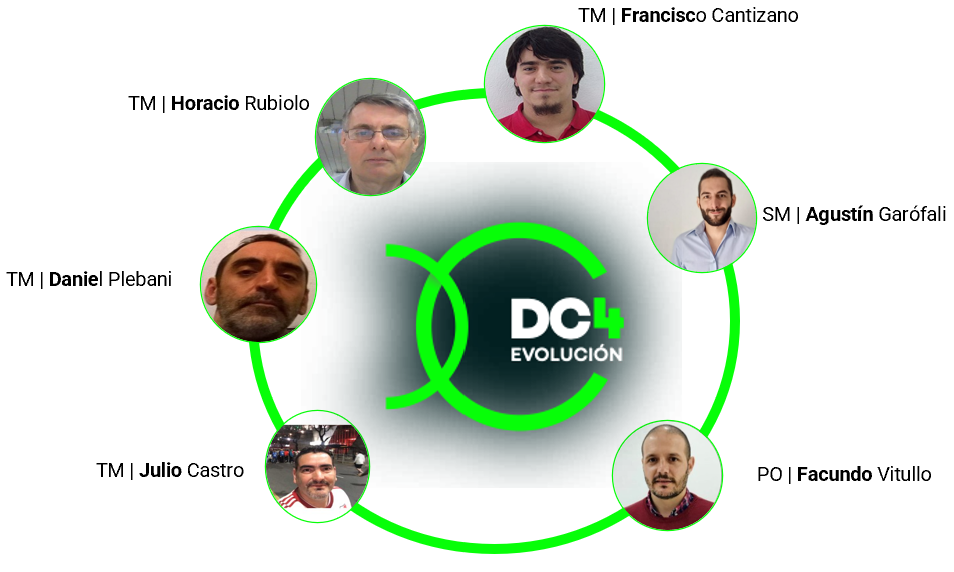 TM | Francisco Cantizano
TM | Horacio Rubiolo
SM | Agustín Garófali
TM | Daniel Plebani
DC4
EVOLUCIÓN
TM | Julio Castro
PO | Facundo Vitullo